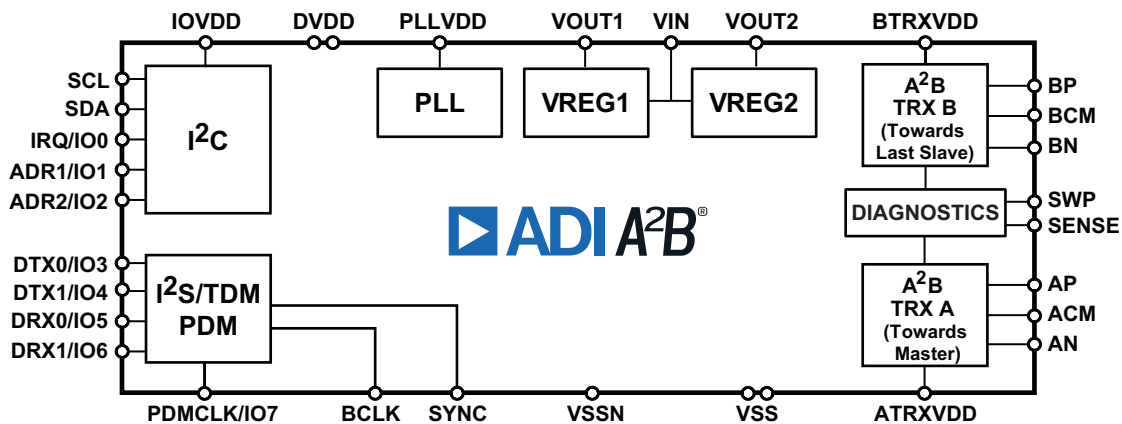 IOVDD
DVDD
PLLVDD
VOUT1
VIN
VOUT2
BTRXVDD
SCL
SDA
IRQ/IO0
ADR1/IO1
ADR2/IO2
I²C
PLL
VREG1
VREG2
A²B
TRX B
(Towards
Last Slave)
BP
BCM
BN
DIAGNOSTICS
SWP
SENSE
ADI A²B®
DTX0/IO3
DTX1/IO4
DRX0/IO5
DRX1/IO6
I²S/TDM
PDM
A²B
TRX A
(Towards
Master)
AP
ACM
AN
PDMCLK/IO7
BCLK
SYNC
VSSN
VSS
ATRXVDD